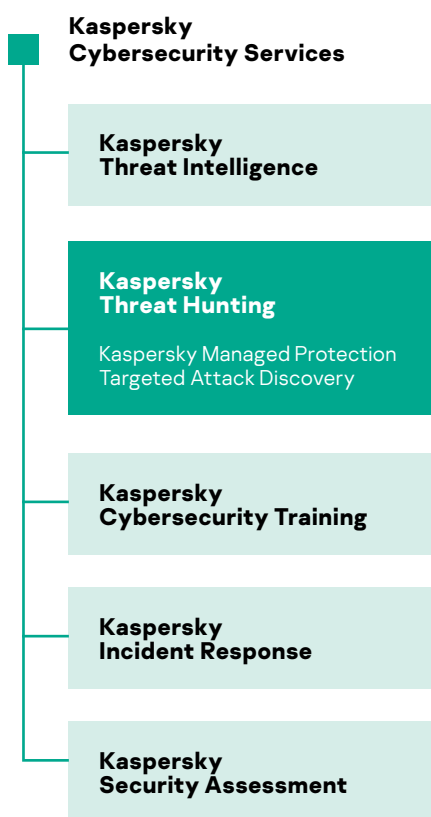 Kaspersky
Cybersecurity Services
Kaspersky
Threat Intelligence
Kaspersky
Threat Hunting
Kaspersky Managed Protection
Targeted Attack Discovery
Kaspersky
Cybersecurity Training
Kaspersky
Incident Response
Kaspersky
Security Assessment